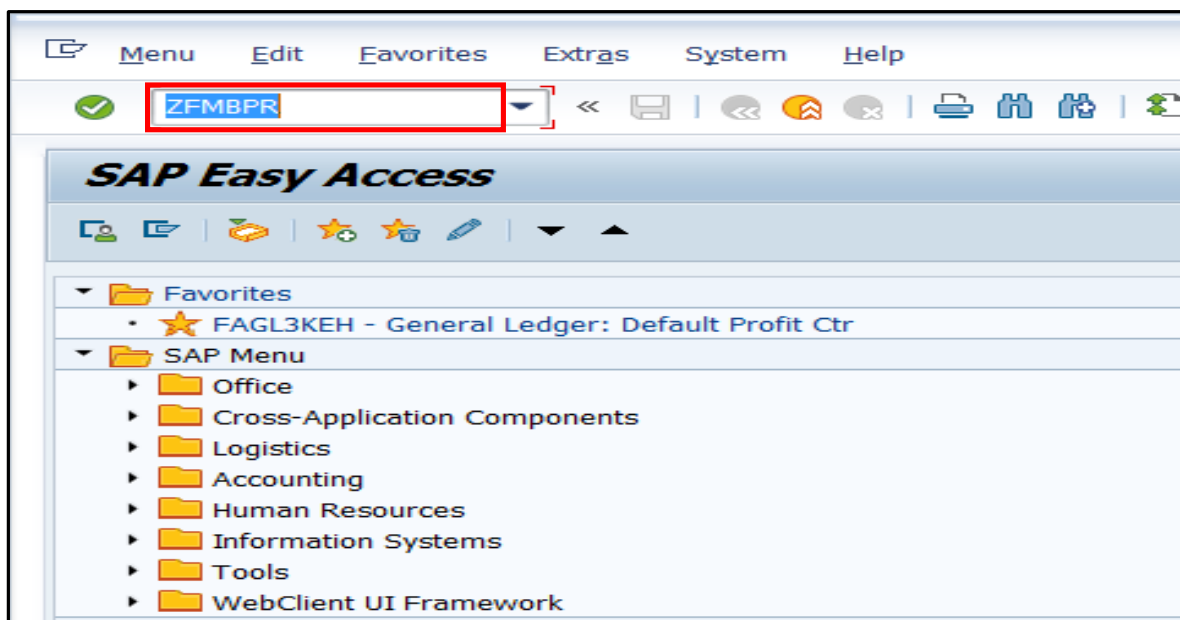 Menu Edit Favorites Extras System Help
ZFMBPR
SAP Easy Access
Favorites
FAGL3KEH - General Ledger: Default Profit Ctr
SAP Menu
Office
Cross-Application Components
Logistics
Accounting
Human Resources
Information Systems
Tools
WebClient UI Framework